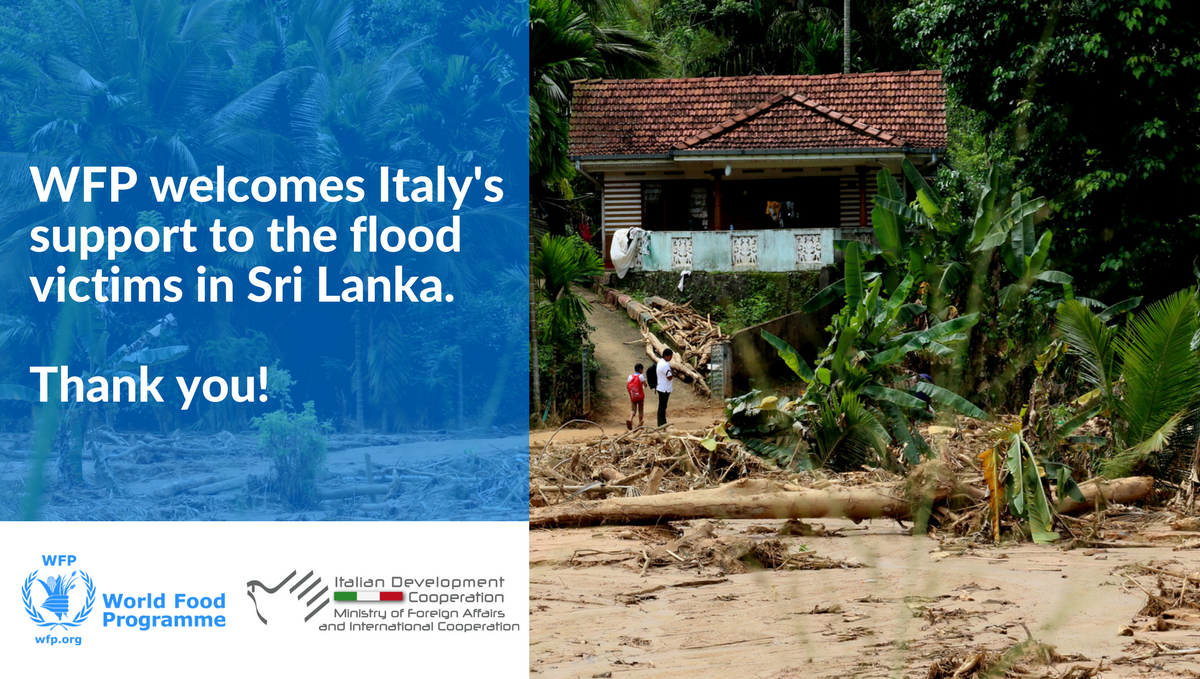 WFP welcomes Italy's
support to the flood
victims in Sri Lanka.
Thank you!
WFP
World Food
Programme
wfp.org
Italian Development
Cooperation
Ministry of Foreign Affairs
and International Cooperation